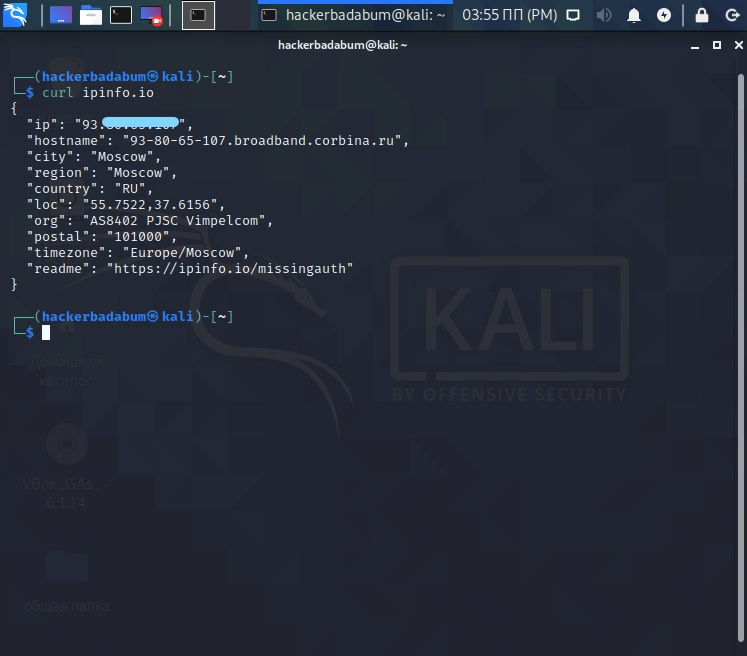 hackerbadabum@kali: ~
03:55 ПП (PM)
hackerbadabum@kali: ~
(hackerbadabum㉿kali)-[~]
$ curl ipinfo.io
{
"ip": "93.",
"hostname": "93-80-65-107.broadband.corbina.ru",
"city": "Moscow",
"region": "Moscow",
"country": "RU",
"loc": "55.7522,37.6156",
"org": "AS8402 PJSC Vimpelcom",
"postal": "101000",
"timezone": "Europe/Moscow",
"readme": "https://ipinfo.io/missingauth"
}
(hackerbadabum㉿kali)-[~]
$
KALI
BY OFFENSIVE SECURITY
Домашний
каталог
VBox_GAs_-
6.1.14
общая папка